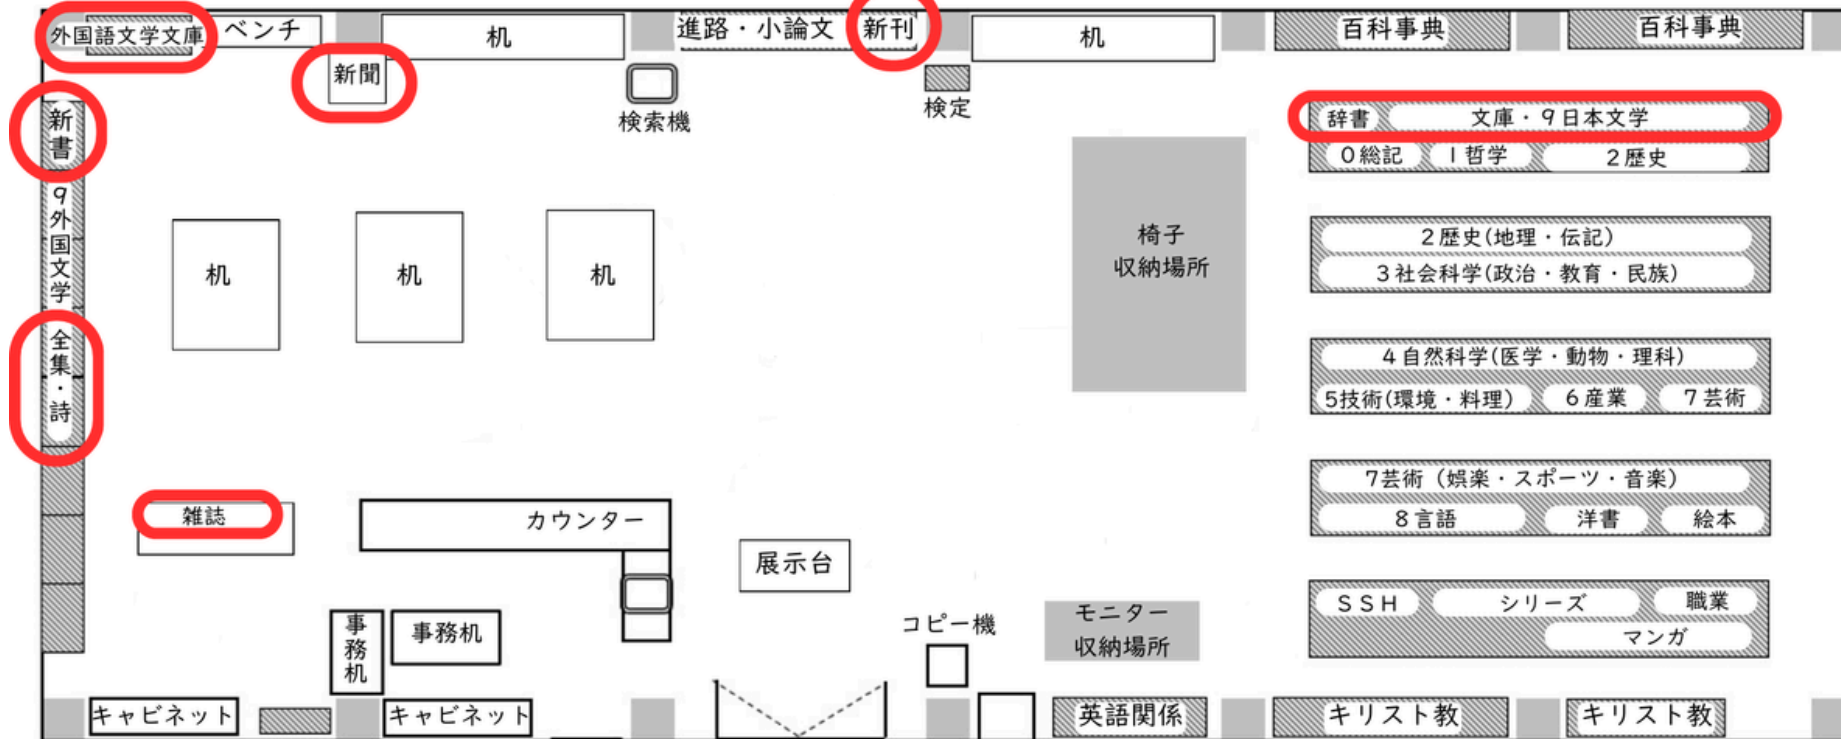 外国語文学文庫
ベンチ
机
進路・小論文
新刊
机
百科事典
百科事典
新聞
検索機
検定
新書
9外国文学
全集・詩
辞書
文庫・9日本文学
0総記
1哲学
2歴史
机
机
机
椅子
収納場所
2歴史(地理・伝記)
3社会科学(政治・教育・民族)
4自然科学(医学・動物・理科)
5技術(環境・料理)
6産業
7芸術
7芸術(娯楽・スポーツ・音楽)
8言語
洋書
絵本
雑誌
カウンター
展示台
SSH
シリーズ
職業
マンガ
事務机
事務机
コピー機
モニター
収納場所
キャビネット
キャビネット
英語関係
キリスト教
キリスト教